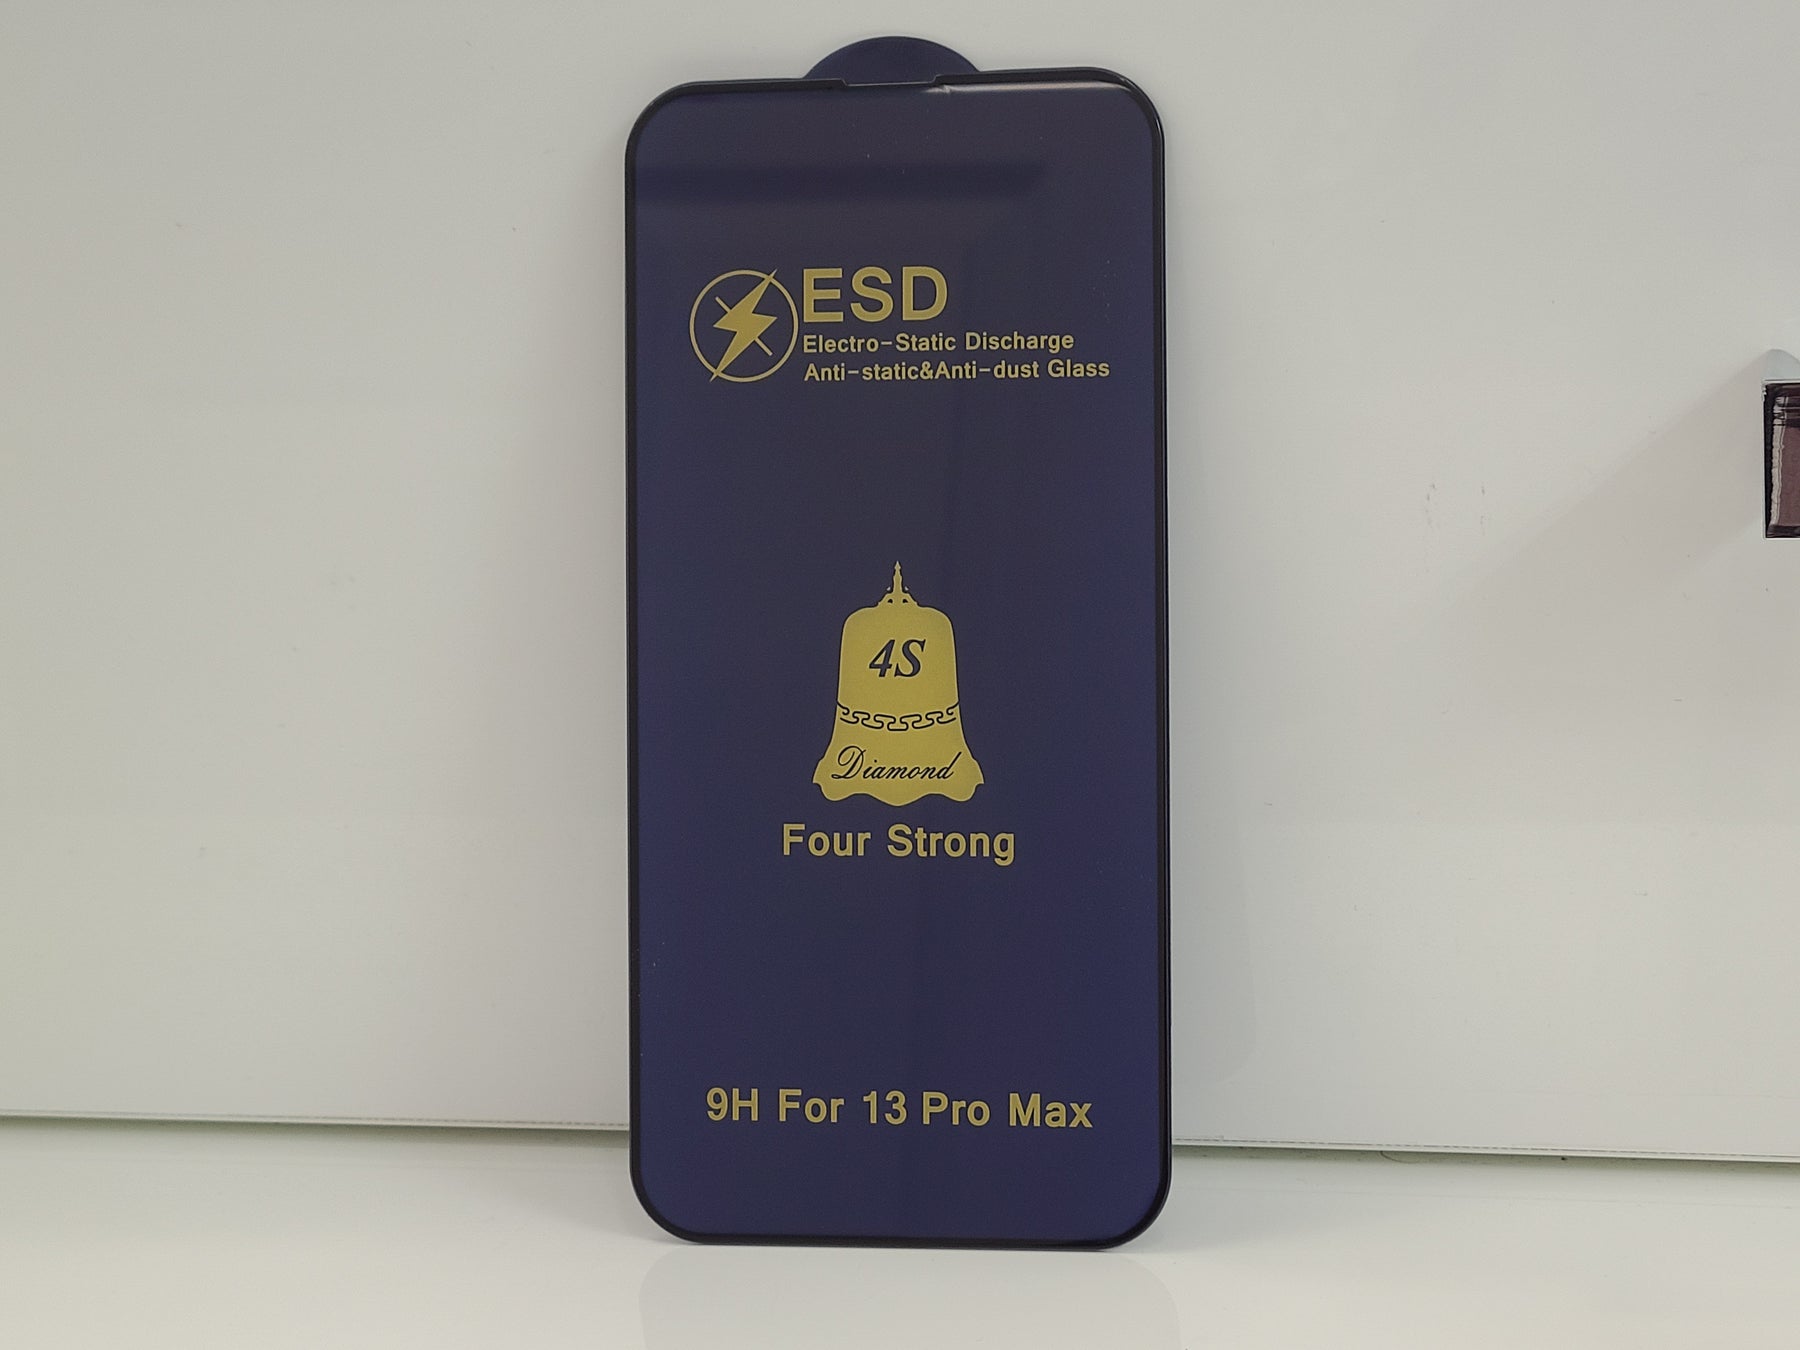 ESD
Electro-Static Discharge
Anti-static&Anti-dust Glass
4S
Diamond
Four Strong
9H For 13 Pro Max